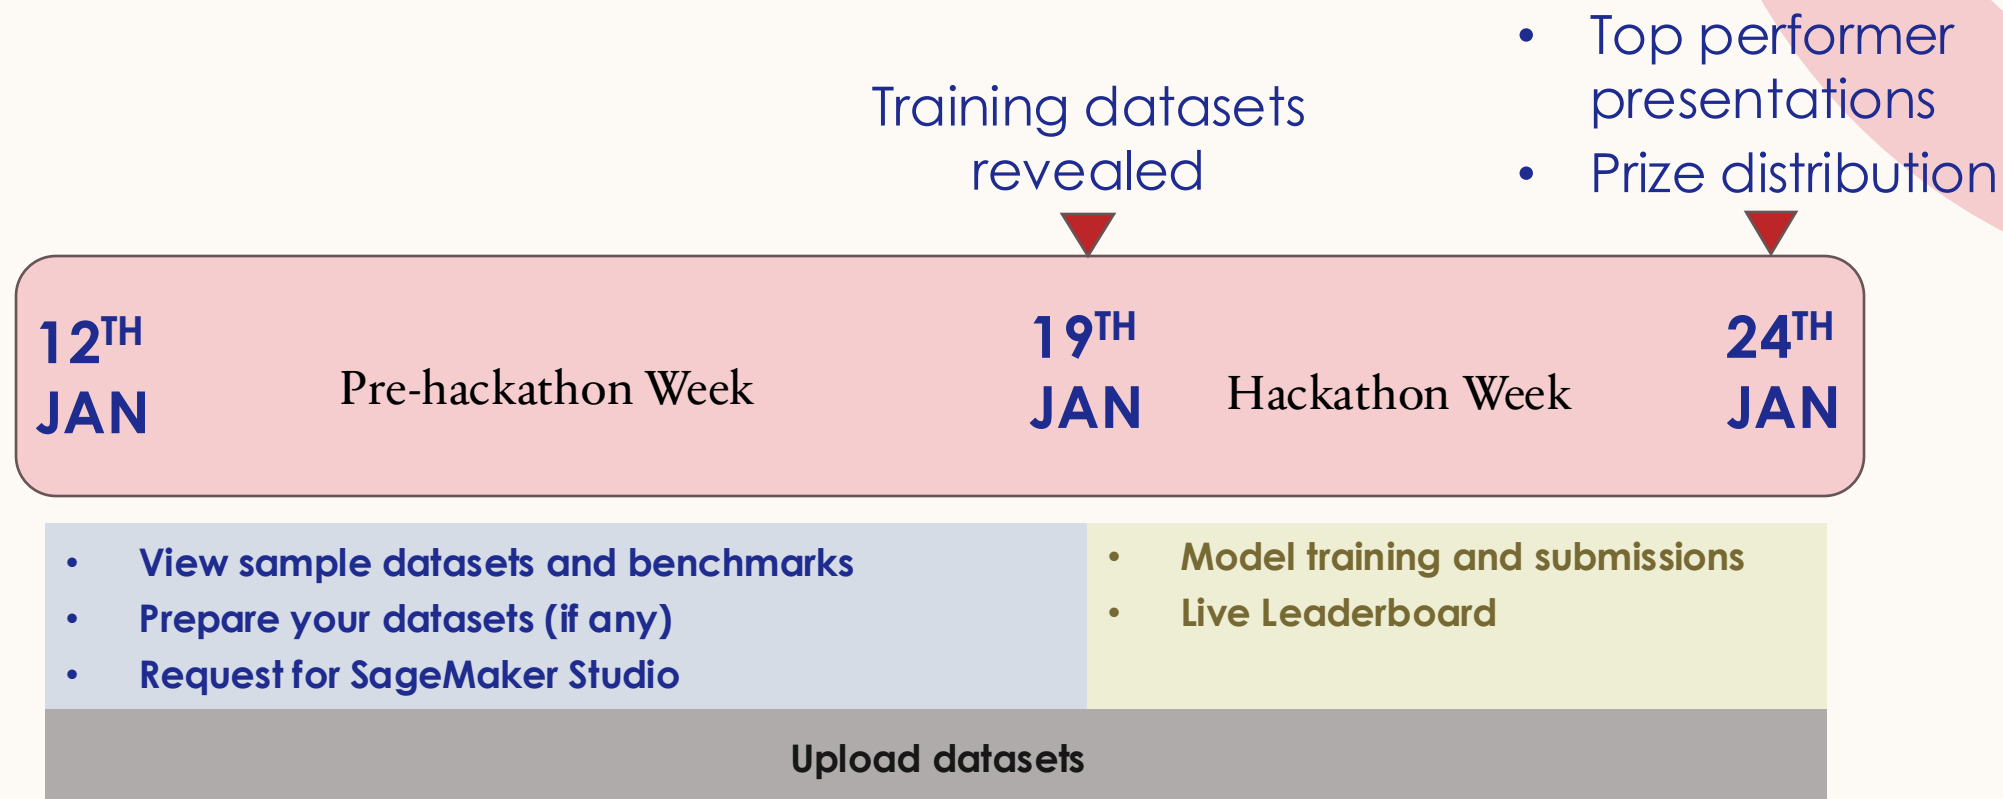 • Top performer
presentations
• Prize distribution
Training datasets
revealed
12TH
JAN
Pre-hackathon Week
19TH
JAN
Hackathon Week
24TH
JAN
• View sample datasets and benchmarks
• Prepare your datasets (if any)
• Request for SageMaker Studio
• Model training and submissions
• Live Leaderboard
Upload datasets